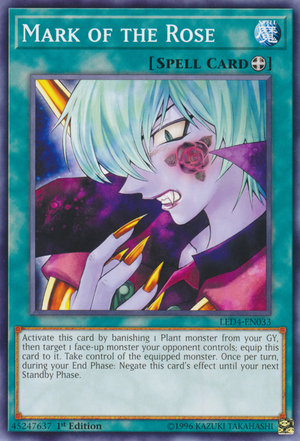 MARK OF THE ROSE
魔
[SPELL CARD]
LED4-EN033
Activate this card by banishing 1 Plant monster from your GY,
then target 1 face-up monster your opponent controls; equip this
card to it. Take control of the equipped monster. Once per turn,
during your End Phase: Negate this card's effect until your next
Standby Phase.
45247637
1st Edition
©1996 KAZUKI TAKAHASHI